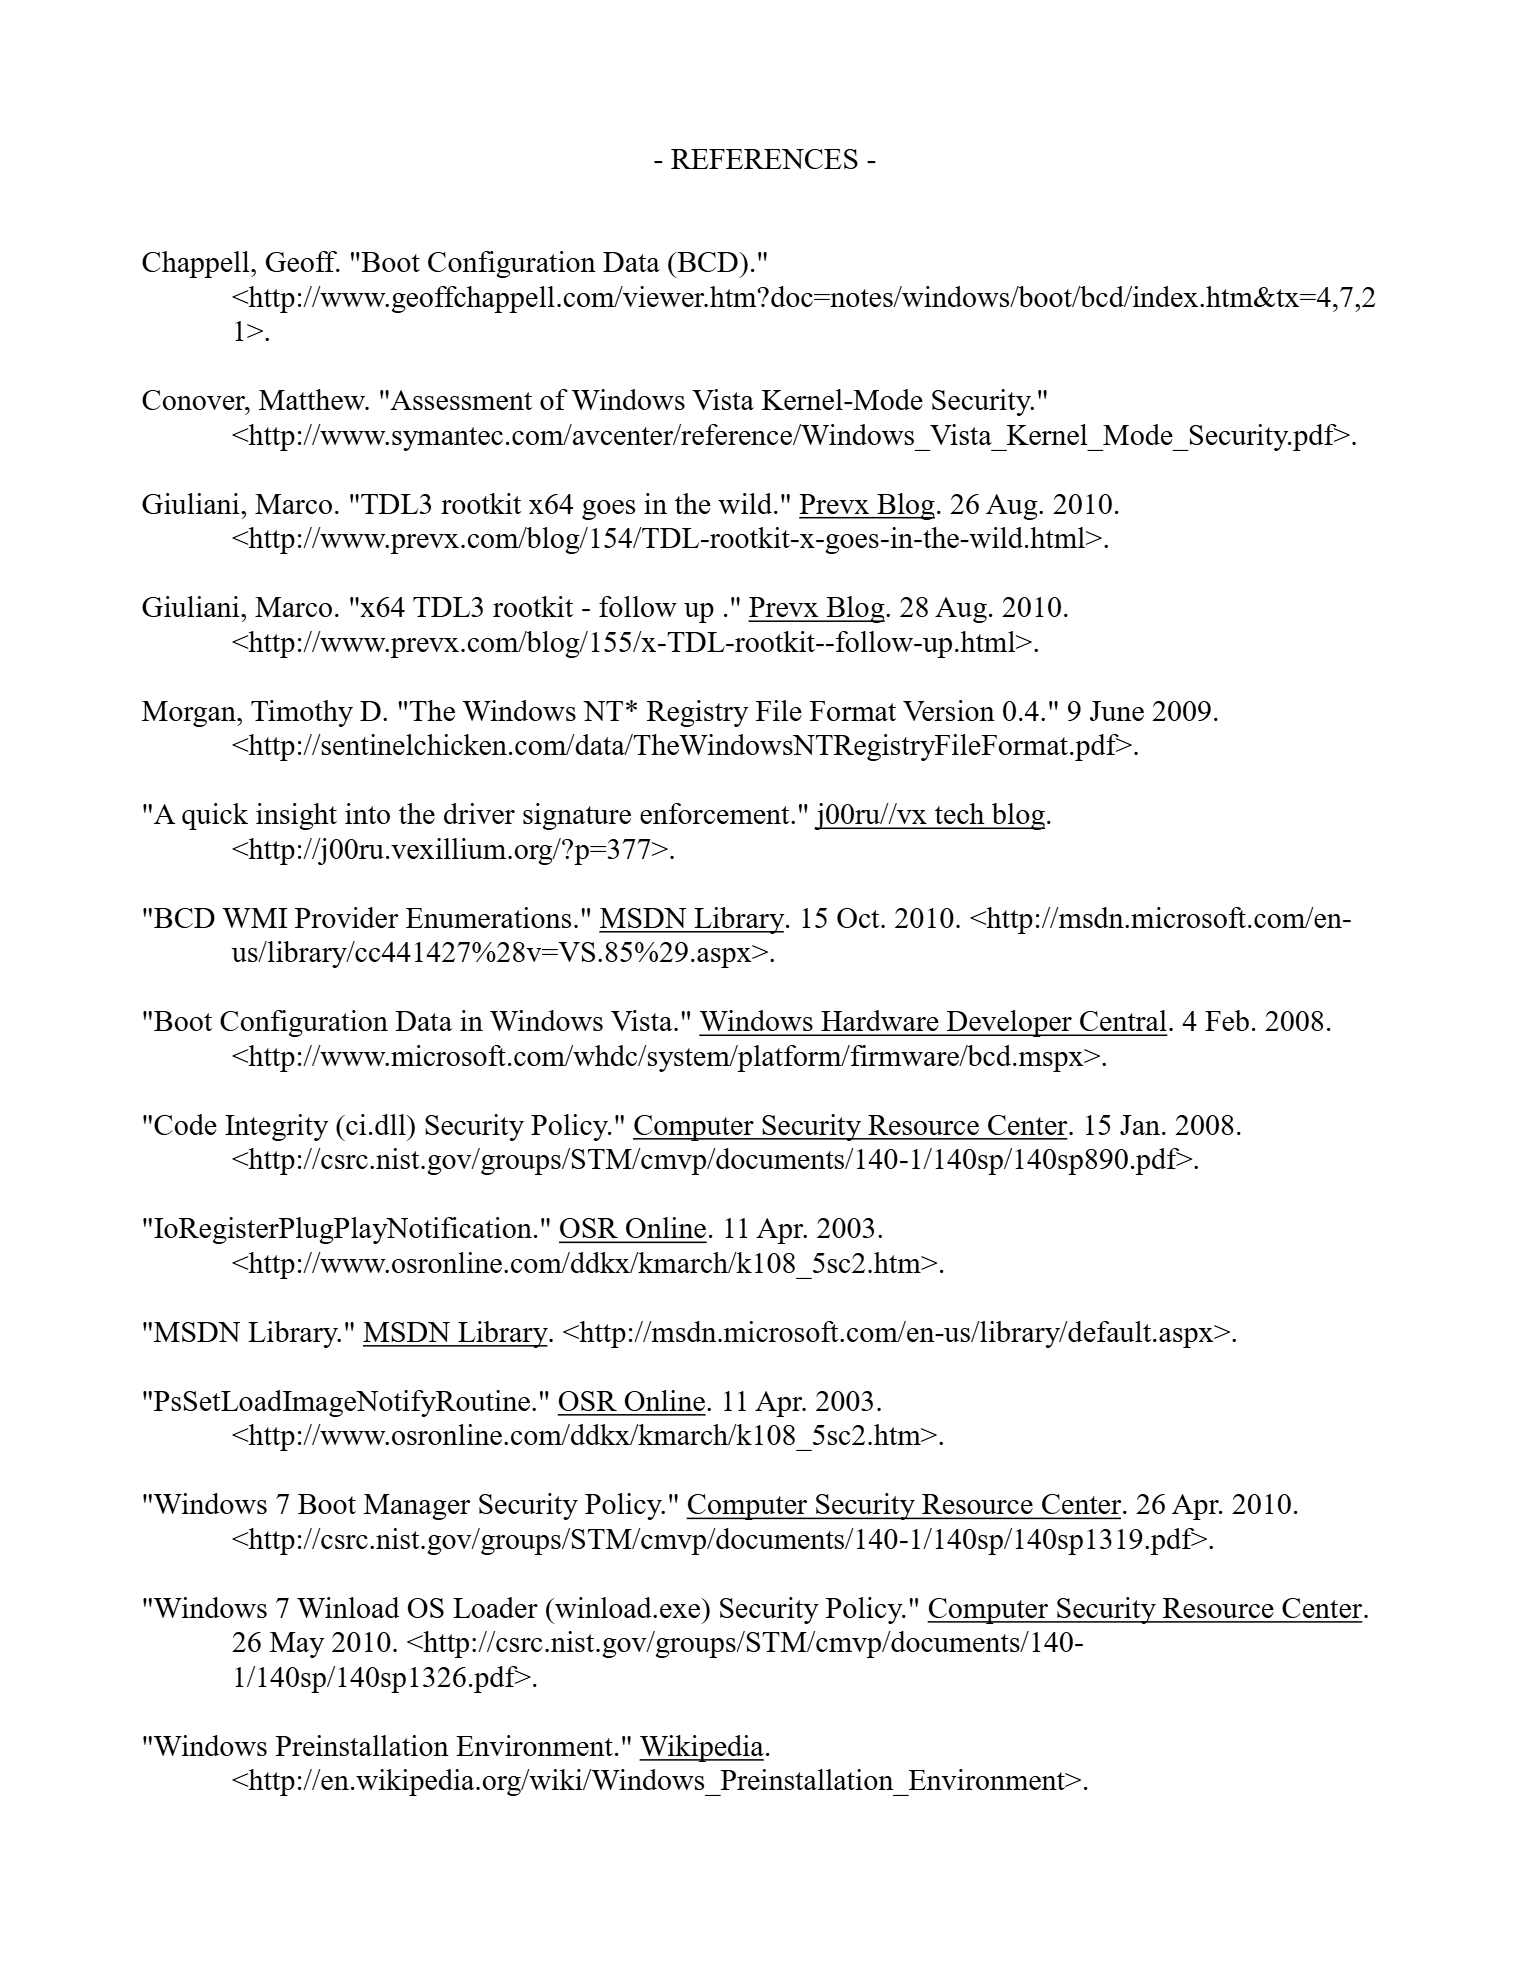 - REFERENCES -
Chappell, Geoff. "Boot Configuration Data (BCD)."
<http://www.geoffchappell.com/viewer.htm?doc=notes/windows/boot/bcd/index.htm&tx=4,7,2
1>.
Conover, Matthew. "Assessment of Windows Vista Kernel-Mode Security."
<http://www.symantec.com/avcenter/reference/Windows_Vista_Kernel_Mode_Security.pdf>.
Giuliani, Marco. "TDL3 rootkit x64 goes in the wild." Prevx Blog. 26 Aug. 2010.
<http://www.prevx.com/blog/154/TDL-rootkit-x-goes-in-the-wild.html>.
Giuliani, Marco. "x64 TDL3 rootkit - follow up ." Prevx Blog. 28 Aug. 2010.
<http://www.prevx.com/blog/155/x-TDL-rootkit--follow-up.html>.
Morgan, Timothy D. "The Windows NT* Registry File Format Version 0.4." 9 June 2009.
<http://sentinelchicken.com/data/TheWindowsNTRegistryFileFormat.pdf>.
"A quick insight into the driver signature enforcement." j00ru//vx tech blog.
<http://j00ru.vexillium.org/?p=377>.
"BCD WMI Provider Enumerations." MSDN Library. 15 Oct. 2010. <http://msdn.microsoft.com/en-
us/library/cc441427%28v=VS.85%29.aspx>.
"Boot Configuration Data in Windows Vista." Windows Hardware Developer Central. 4 Feb. 2008.
<http://www.microsoft.com/whdc/system/platform/firmware/bcd.mspx>.
"Code Integrity (ci.dll) Security Policy." Computer Security Resource Center. 15 Jan. 2008.
<http://csrc.nist.gov/groups/STM/cmvp/documents/140-1/140sp/140sp890.pdf>.
"IoRegisterPlugPlayNotification." OSR Online. 11 Apr. 2003.
<http://www.osronline.com/ddkx/kmarch/k108_5sc2.htm>.
"MSDN Library." MSDN Library. <http://msdn.microsoft.com/en-us/library/default.aspx>.
"PsSetLoadImageNotifyRoutine." OSR Online. 11 Apr. 2003.
<http://www.osronline.com/ddkx/kmarch/k108_5sc2.htm>.
"Windows 7 Boot Manager Security Policy." Computer Security Resource Center. 26 Apr. 2010.
<http://csrc.nist.gov/groups/STM/cmvp/documents/140-1/140sp/140sp1319.pdf>.
"Windows 7 Winload OS Loader (winload.exe) Security Policy." Computer Security Resource Center.
26 May 2010. <http://csrc.nist.gov/groups/STM/cmvp/documents/140-
1/140sp/140sp1326.pdf>.
"Windows Preinstallation Environment." Wikipedia.
<http://en.wikipedia.org/wiki/Windows_Preinstallation_Environment>.